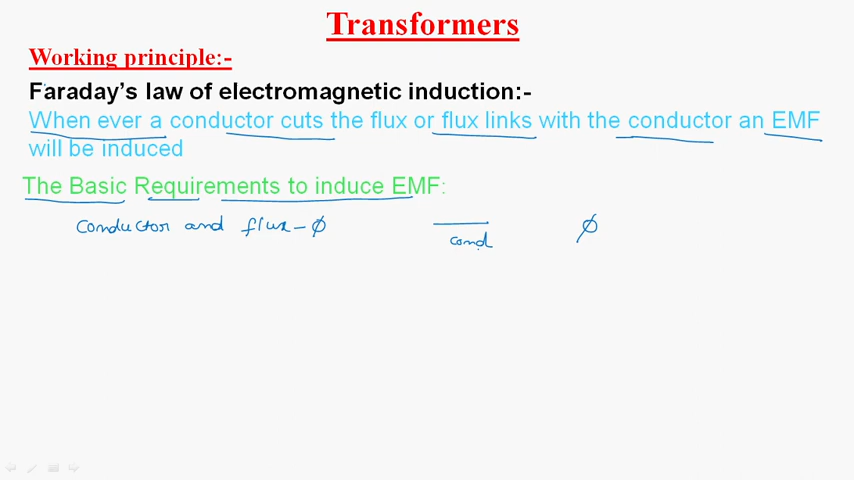 Transformers
Working principle:-
Faraday’s law of electromagnetic induction:-
When ever a conductor cuts the flux or flux links with the conductor an EMF
will be induced
The Basic Requirements to induce EMF:
Conductor and flux - Ø
cond Ø